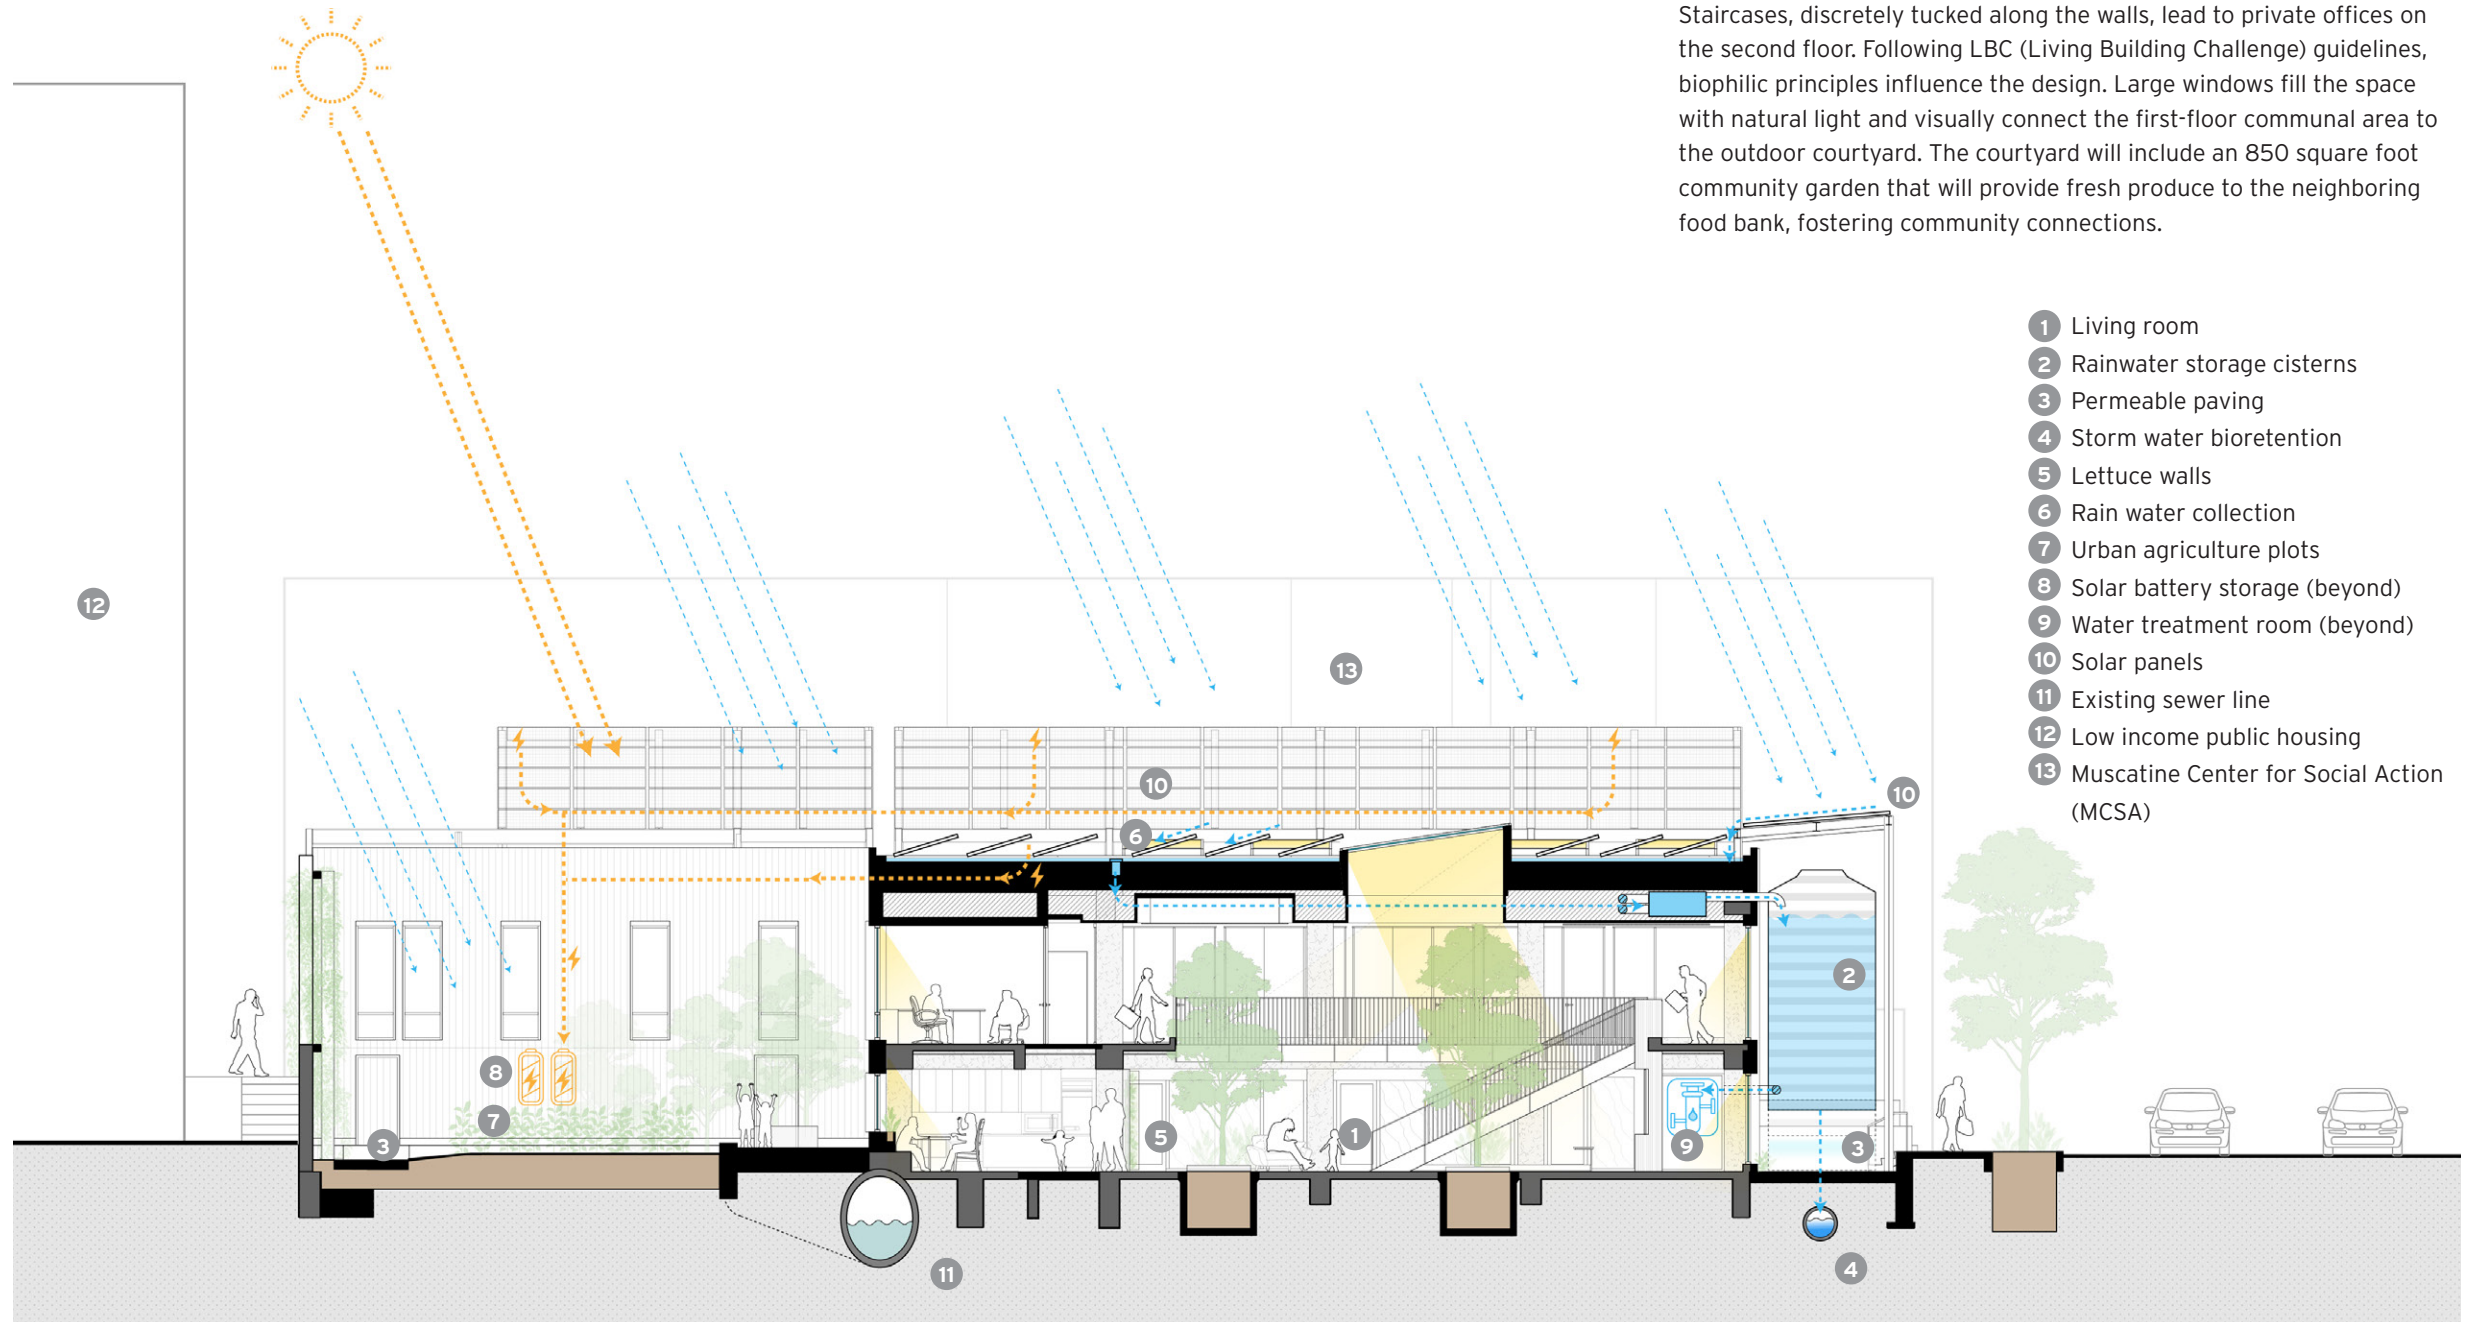 Staircases, discretely tucked along the walls, lead to private offices on
the second floor. Following LBC (Living Building Challenge) guidelines,
biophilic principles influence the design. Large windows fill the space
with natural light and visually connect the first-floor communal area to
the outdoor courtyard. The courtyard will include an 850 square foot
community garden that will provide fresh produce to the neighboring
food bank, fostering community connections.
1 Living room
2 Rainwater storage cisterns
3 Permeable paving
4 Storm water bioretention
5 Lettuce walls
6 Rain water collection
7 Urban agriculture plots
8 Solar battery storage (beyond)
9 Water treatment room (beyond)
10 Solar panels
11 Existing sewer line
12 Low income public housing
13 Muscatine Center for Social Action
(MCSA)
12
13
10
10
6
2
8
7
3
5
1
9
3
11
4